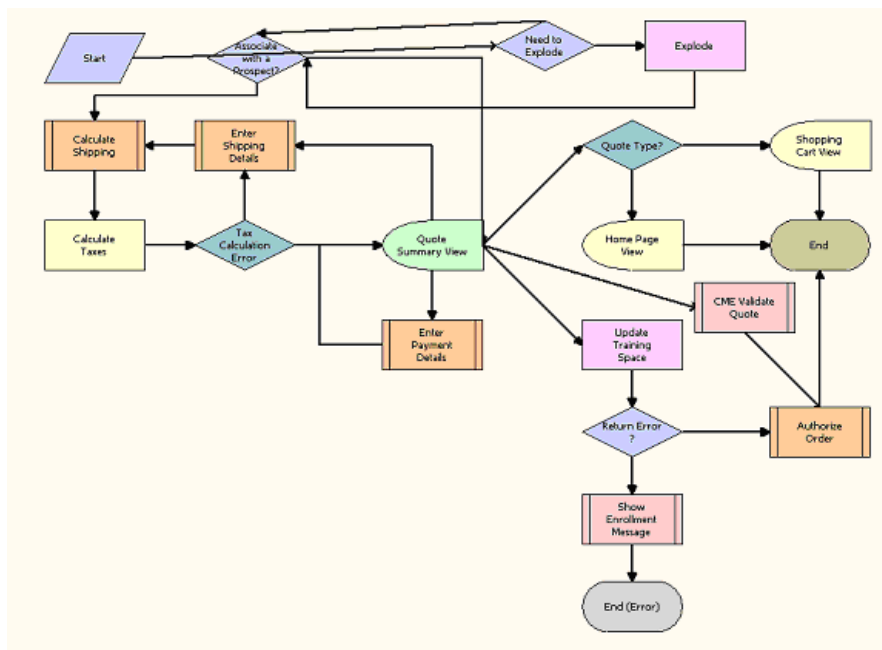 Start
Associate
with a
Prospect?
Need to
Explode
Explode
Calculate
Shipping
Enter
Shipping
Details
Quote Type?
Shopping
Cart View
Calculate
Taxes
Tax
Calculation
Error
Quote
Summary View
Home Page
View
End
CME Validate
Quote
Enter
Payment
Details
Update
Training
Space
Return Error
?
Authorize
Order
Show
Enrollment
Message
End (Error)